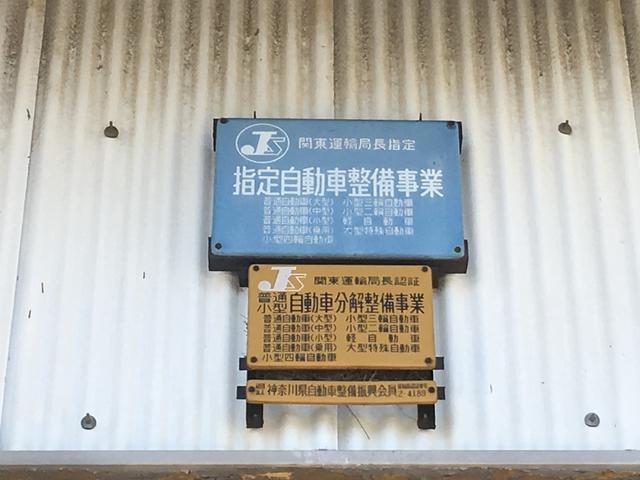 JS 関東運輸局長指定
指定自動車整備事業
普通自動車(大型) 小型三輪自動車
普通自動車(中型) 小型二輪自動車
普通自動車(小型) 軽自動車
普通自動車(乗用) 大型特殊自動車
小型四輪自動車
JS 関東運輸局長認証
普通
小型 自動車分解整備事業
普通自動車(大型) 小型三輪自動車
普通自動車(中型) 小型二輪自動車
普通自動車(小型) 軽自動車
普通自動車(乗用) 大型特殊自動車
小型四輪自動車
神奈川県自動車整備振興会員 2-4189